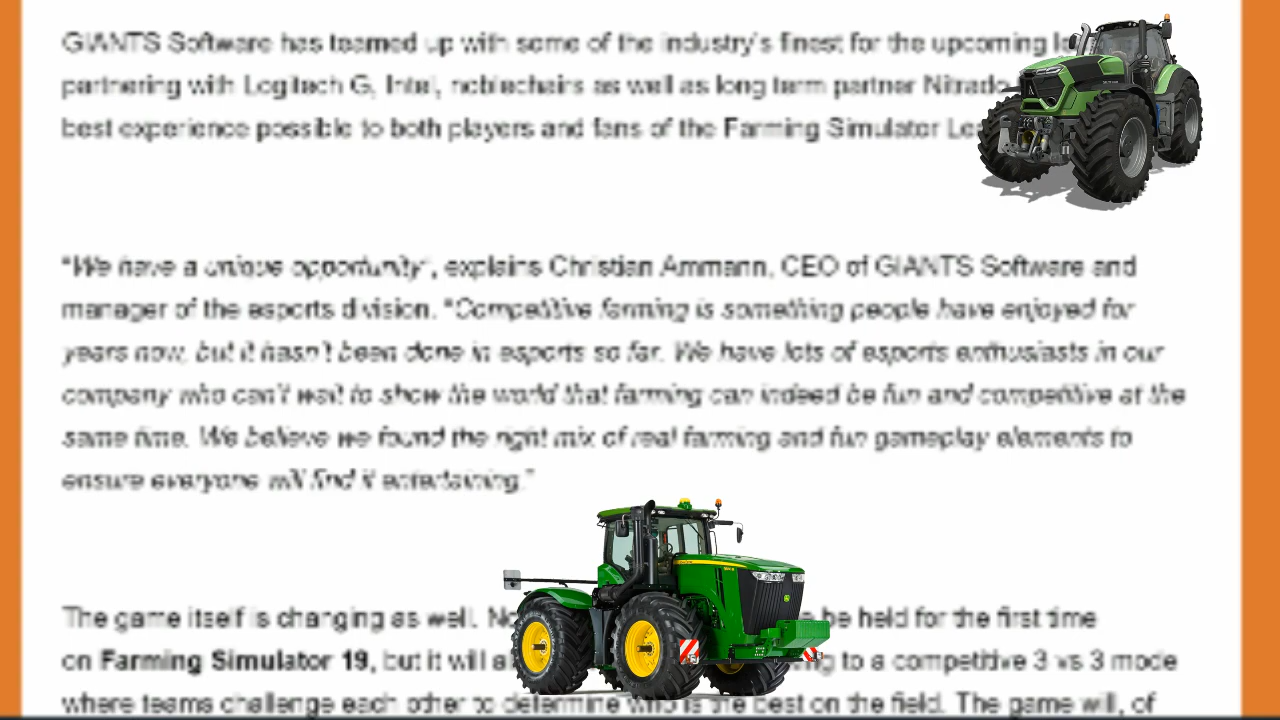 GIANTS Software has teamed up with some of the industry's finest for the upcoming
partnering with Logitech G, Intel, noblechairs as well as long term partner Nitrado
best experience possible to both players and fans of the Farming Simulator
"We have a unique opportunity", explains Christian Ammann, CEO of GIANTS Software and
manager of the esports division. "Competitive farming is something people have enjoyed for
years now, but it hasn't been done in esports so far. We have lots of esports enthusiasts in our
company who can't wait to show the world that farming can indeed be fun and competitive at the
same time. We believe we found the right mix of real farming and fun gameplay elements to
ensure everyone will find it entertaining."
The game itself is changing as well. be held for the first time
on Farming Simulator 19, but it will to a competitive 3 vs 3 mode
where teams challenge each other to determine who is the best on the field. The game will, of